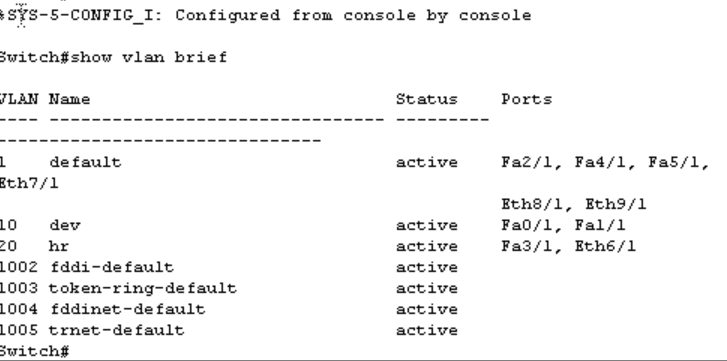 %SYS-5-CONFIG_I: Configured from console by console
Switch#show vlan brief
VLAN Name Status Ports
---- -------------------------------- ---------
-------------------------------
1 default active Fa2/1, Fa4/1, Fa5/1,
Eth7/1
Eth8/1, Eth9/1
10 dev active Fa0/1, Fa1/1
20 hr active Fa3/1, Eth6/1
1002 fddi-default active
1003 token-ring-default active
1004 fddinet-default active
1005 trnet-default active
Switch#